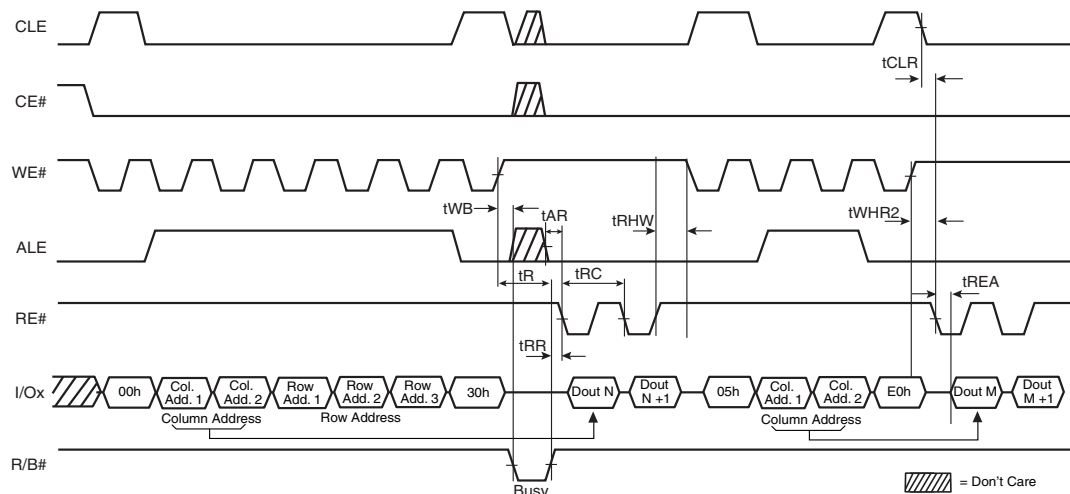 CLE
tCLR
CE#
WE#
tWB
tAR
tRHW
tWHR2
ALE
tR
tRC
tREA
RE#
tRR
I/Ox
00h
Col. Add. 1
Col. Add. 2
Row Add. 1
Row Add. 2
Row Add. 3
30h
Dout N
Dout N +1
05h
Col. Add. 1
Col. Add. 2
E0h
Dout M
Dout M +1
Column Address
Row Address
Column Address
R/B#
Busy
= Don't Care